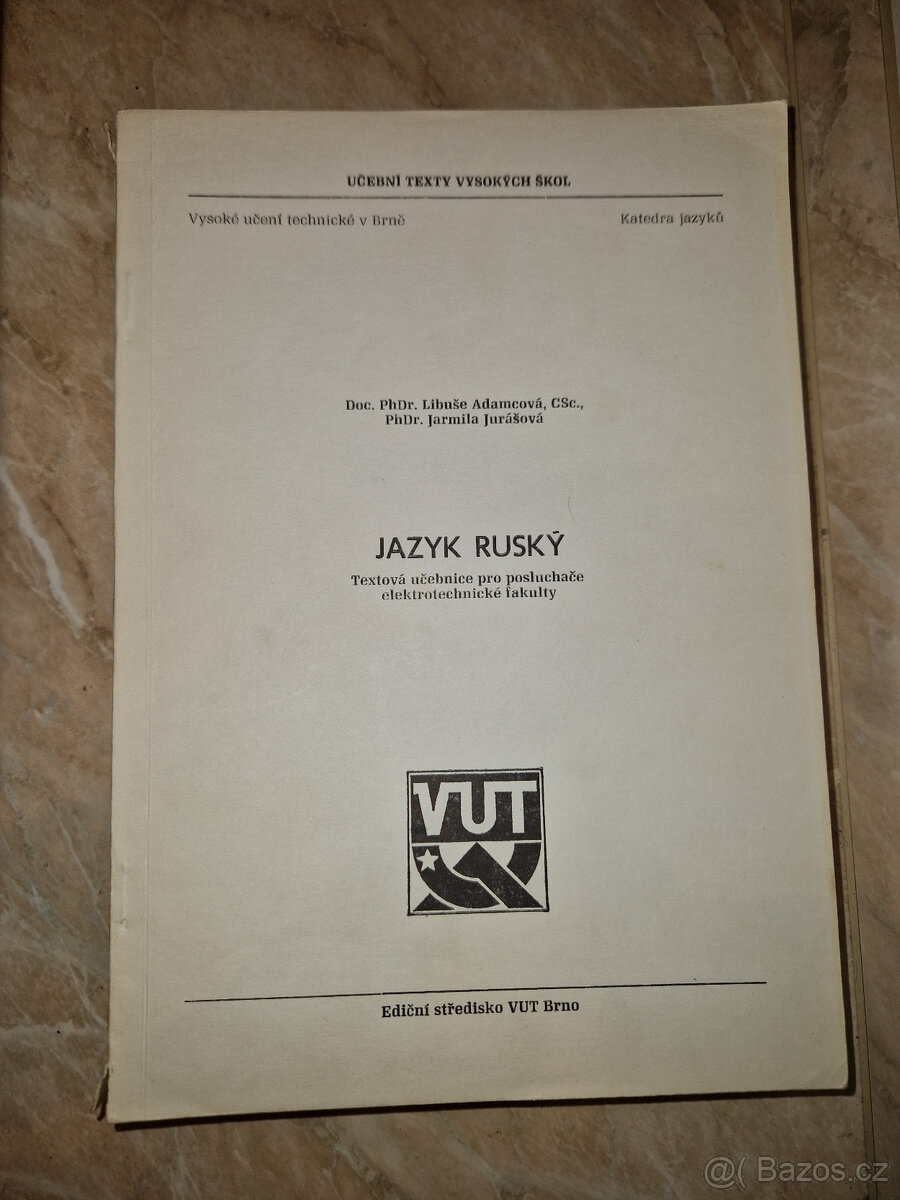 UČEBNÍ TEXTY VYSOKÝCH ŠKOL
Vysoké učení technické v Brně
Katedra jazyků
Doc. PhDr. Libuše Adamcová, CSc.,
PhDr. Jarmila Jurášová
JAZYK RUSKÝ
Textová učebnice pro posluchače
elektrotechnické fakulty
VUT
Ediční středisko VUT Brno
@( Bazos.cz